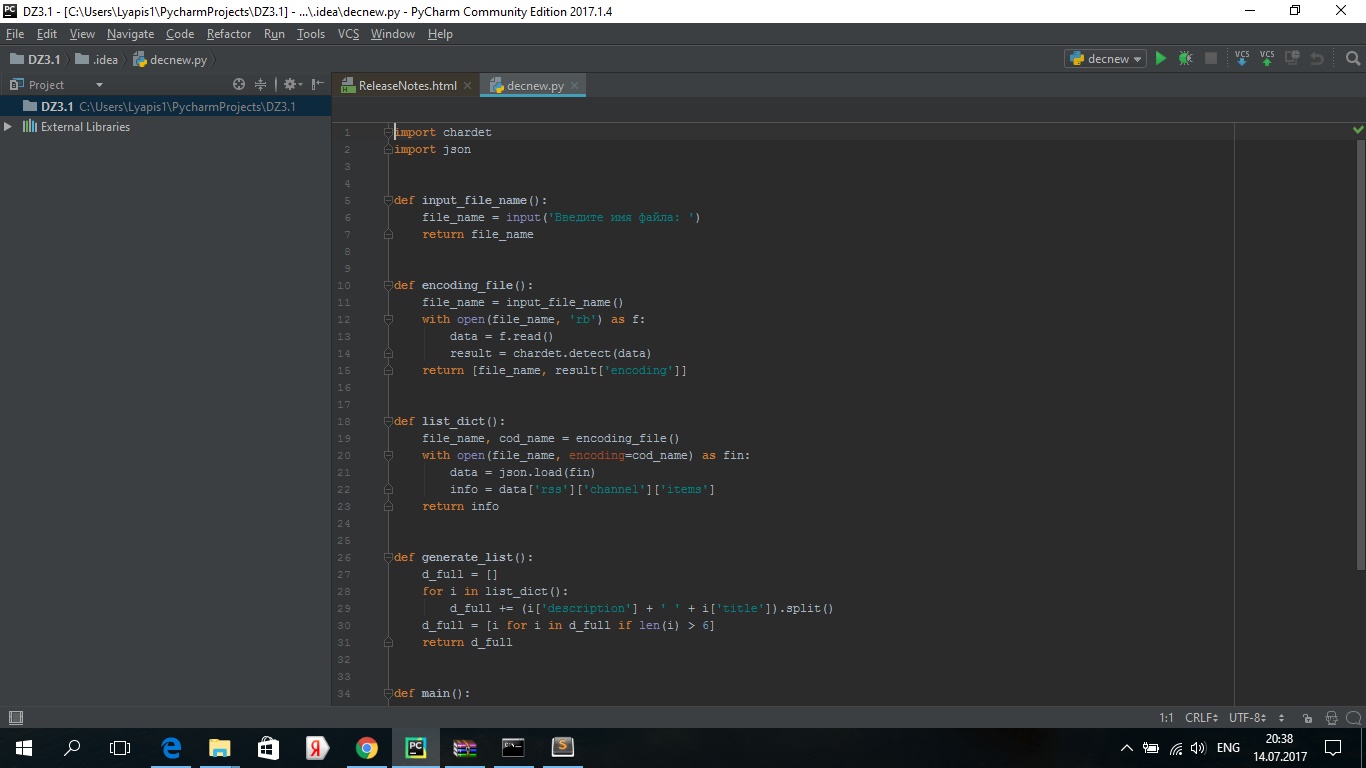 DZ3.1 - [C:\Users\Lyapis1\PycharmProjects\DZ3.1] - ...\.idea\decnew.py - PyCharm Community Edition 2017.1.4
File Edit View Navigate Code Refactor Run Tools VCS Window Help
DZ3.1 .idea decnew.py decnew VCS VCS
Project ReleaseNotes.html decnew.py
DZ3.1 C:\Users\Lyapis1\PycharmProjects\DZ3.1
External Libraries
1 import chardet
2 import json
3
4
5 def input_file_name():
6 file_name = input('Введите имя файла: ')
7 return file_name
8
9
10 def encoding_file():
11 file_name = input_file_name()
12 with open(file_name, 'rb') as f:
13 data = f.read()
14 result = chardet.detect(data)
15 return [file_name, result['encoding']]
16
17
18 def list_dict():
19 file_name, cod_name = encoding_file()
20 with open(file_name, encoding=cod_name) as fin:
21 data = json.load(fin)
22 info = data['rss']['channel']['items']
23 return info
24
25
26 def generate_list():
27 d_full = []
28 for i in list_dict():
29 d_full += (i['description'] + ' ' + i['title']).split()
30 d_full = [i for i in d_full if len(i) > 6]
31 return d_full
32
33
34 def main():
1:1 CRLF UTF-8
ENG 20:38
14.07.2017